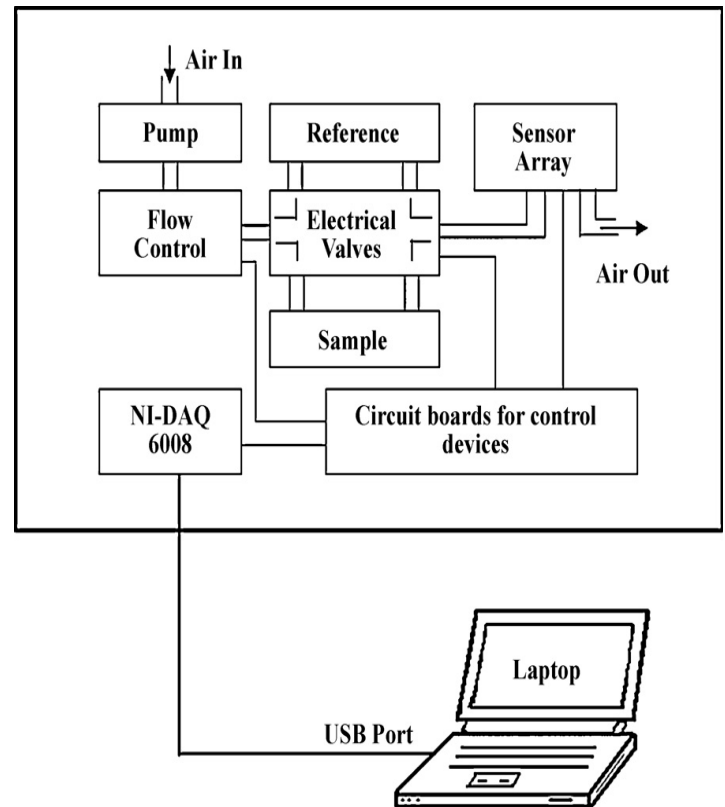 Air In
Pump
Reference
Sensor
Array
Flow
Control
Electrical
Valves
Air Out
Sample
NI-DAQ
6008
Circuit boards for control
devices
Laptop
USB Port